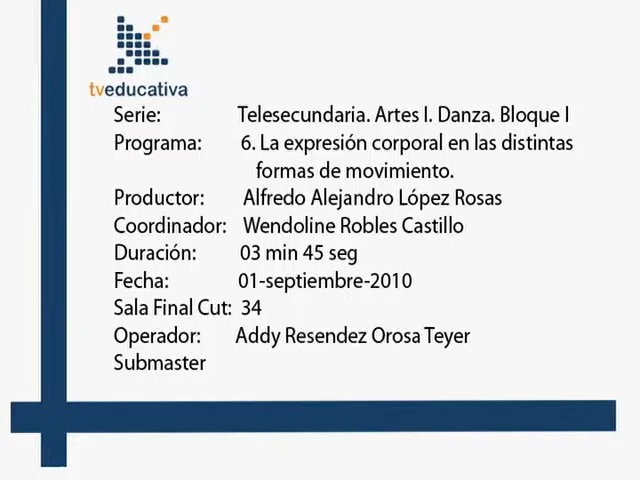 tveducativa
Serie: Telesecundaria. Artes I. Danza. Bloque I
Programa: 6. La expresión corporal en las distintas
formas de movimiento.
Productor: Alfredo Alejandro López Rosas
Coordinador: Wendoline Robles Castillo
Duración: 03 min 45 seg
Fecha: 01-septiembre-2010
Sala Final Cut: 34
Operador: Addy Resendez Orosa Teyer
Submaster